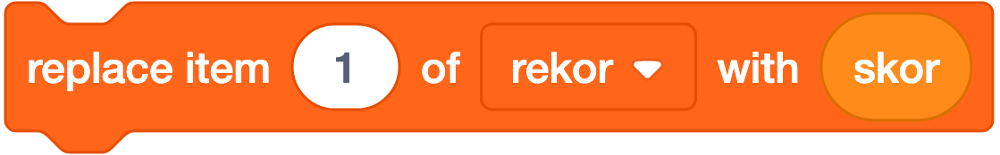 replace item 1 of rekor with skor